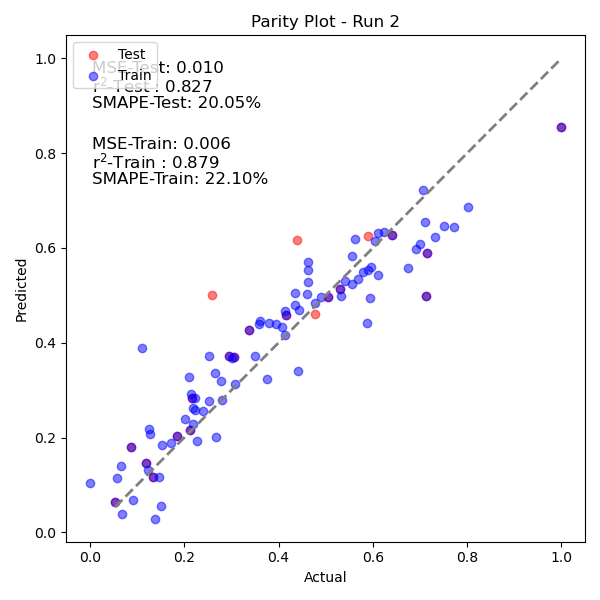 Parity Plot - Run 2
Test
Train
MSE-Test: 0.010
r²-Test : 0.827
SMAPE-Test: 20.05%
MSE-Train: 0.006
r²-Train : 0.879
SMAPE-Train: 22.10%
Predicted
1.0
0.8
0.6
0.4
0.2
0.0
0.0 0.2 0.4 0.6 0.8 1.0
Actual